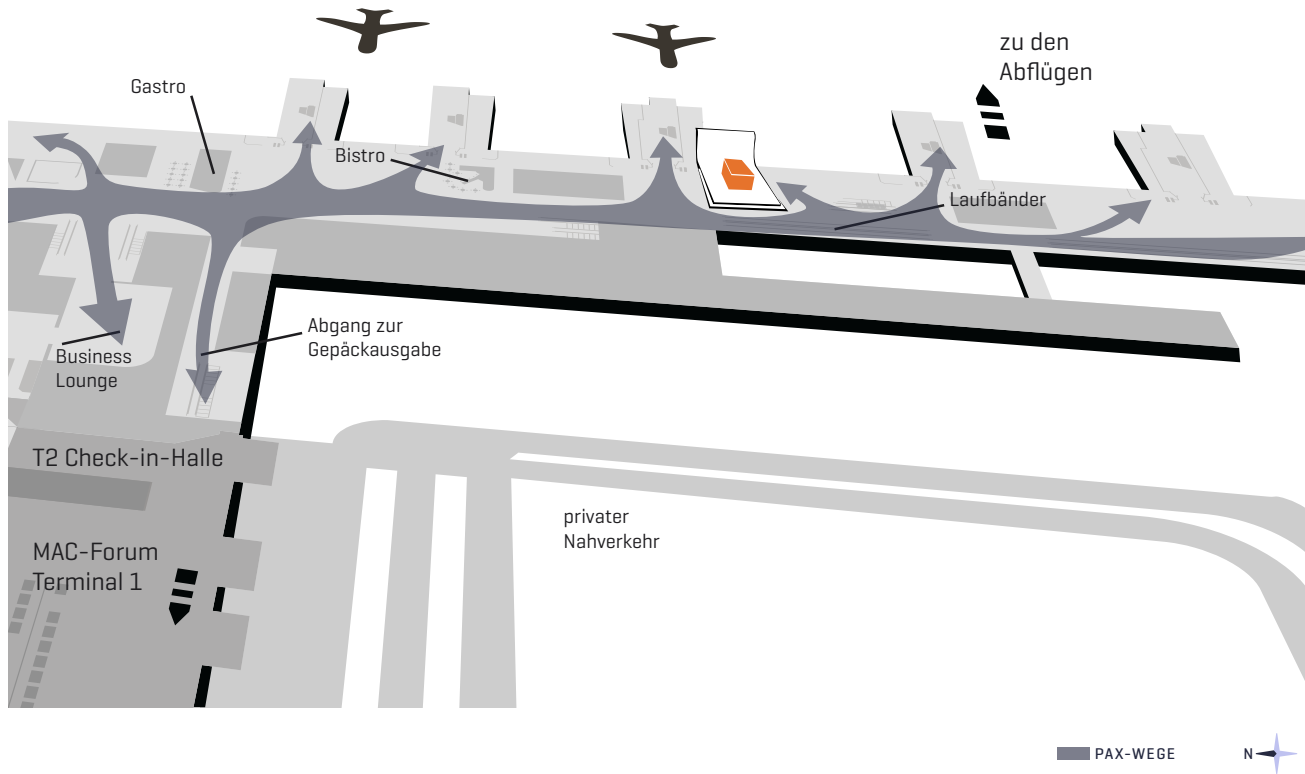 zu den
Abflügen
Gastro
Bistro
Laufbänder
Abgang zur
Gepäckausgabe
Business
Lounge
T2 Check-in-Halle
privater
Nahverkehr
MAC-Forum
Terminal 1
PAX-WEGE
N